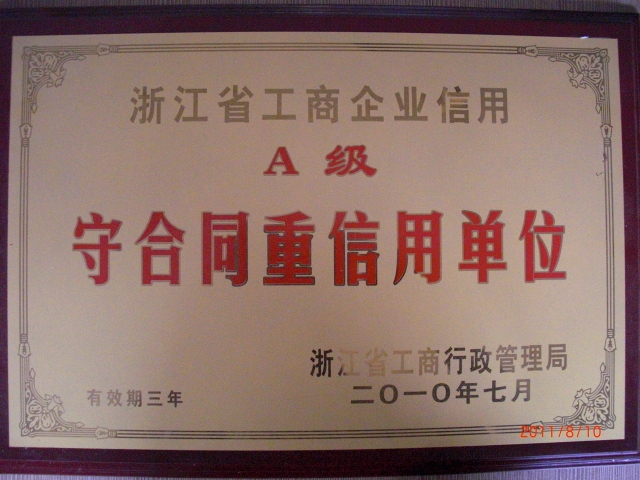 浙江省工商企业信用
A 级
守合同重信用单位
浙江省工商行政管理局
有效期三年
二〇一〇年七月
2011/8/10